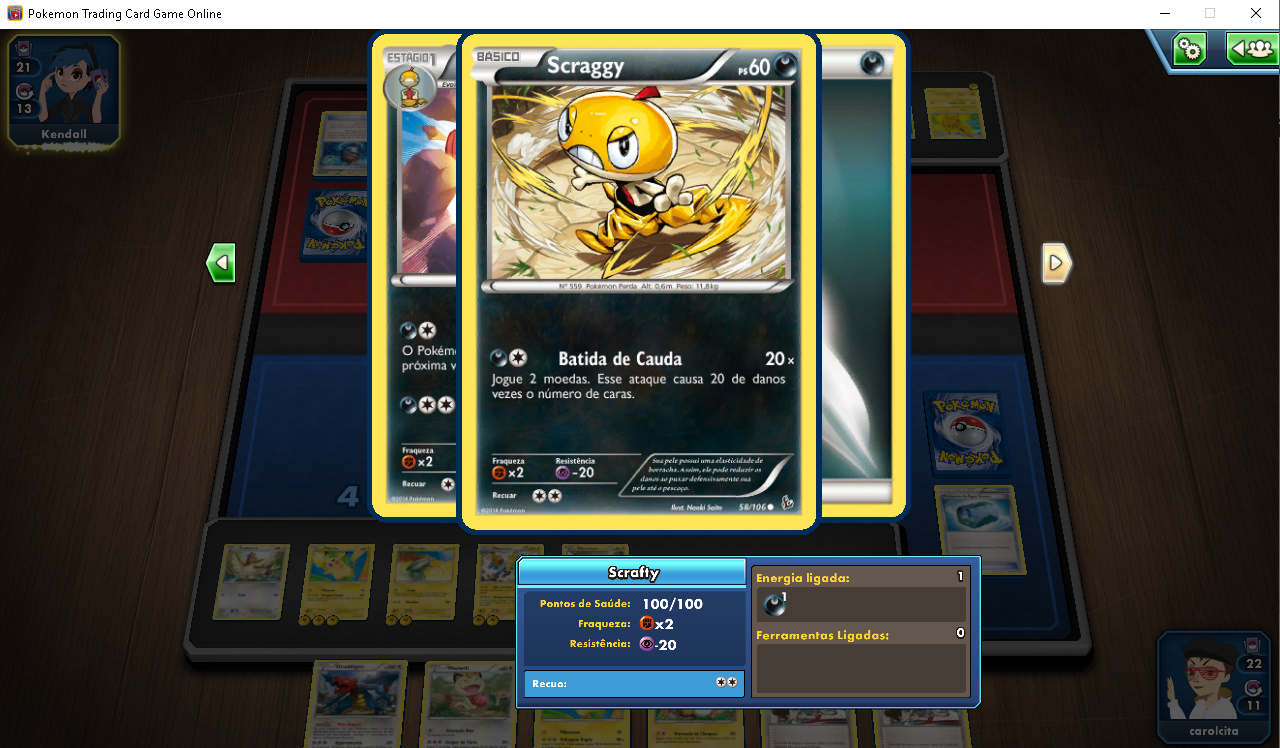 Pokemon Trading Card Game Online
21
13
Kendall
ESTÁGIO 1
BÁSICO
Scraggy
PS 60
Nº 559 Pokémon Perda Alt: 0,6m. Peso: 11,8kg
Batida de Cauda
20x
Jogue 2 moedas. Esse ataque causa 20 de danos
vezes o número de caras.
Fraqueza
Resistência
x2
-20
Sua pele possui uma elasticidade de
borracha. Assim, ele pode reduzir os
danos ao puxar defensivamente sua
pele até o pescoço.
Recuar
©2014 Pokémon
Ilust. Naoki Saito
58/106
O Pokém
próxima v
Fraqueza
x2
Recuar
©2014 Pokémon
4
Scrafty
Pontos de Saúde: 100/100
Fraqueza: x2
Resistência: -20
Recuo:
Energia ligada: 1
1
Ferramentas Ligadas: 0
22
11
carolcita